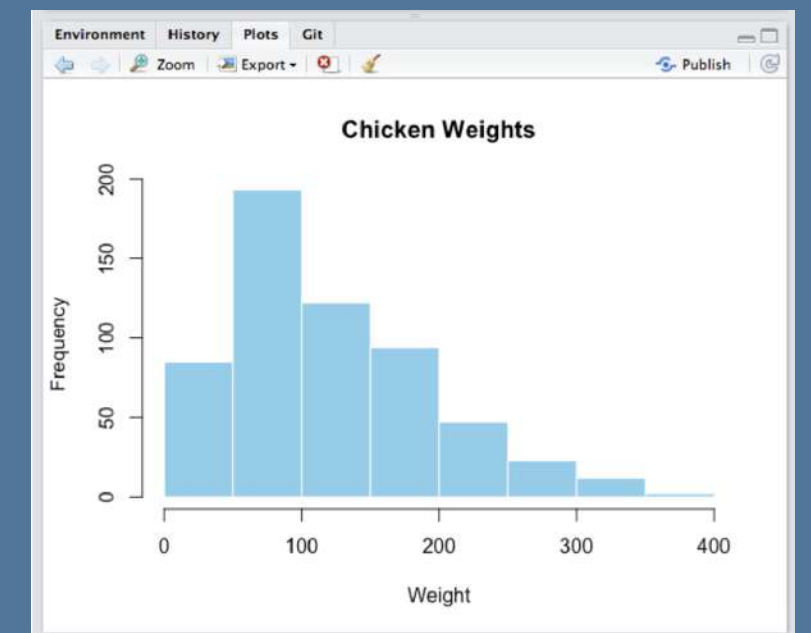 Environment History Plots Git
Zoom Export Publish
Chicken Weights
200
150
100
50
0
Frequency
0 100 200 300 400
Weight